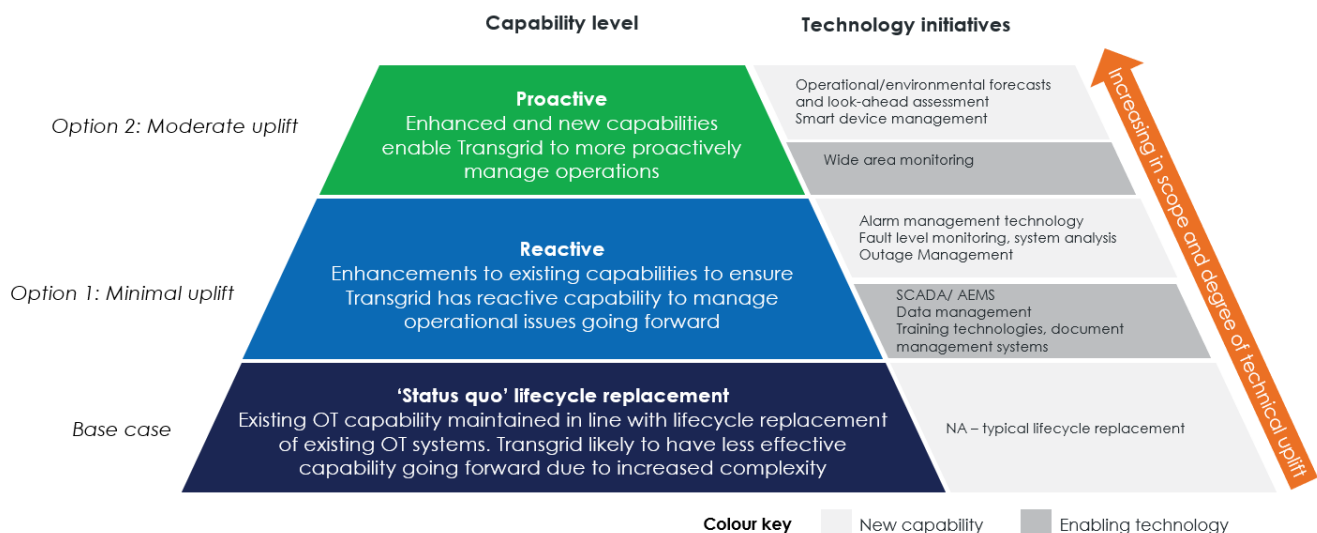 Capability level
Technology initiatives
Option 2: Moderate uplift
Proactive
Enhanced and new capabilities
enable Transgrid to more proactively
manage operations
Operational/environmental forecasts
and look-ahead assessment
Smart device management
Wide area monitoring
Option 1: Minimal uplift
Reactive
Enhancements to existing capabilities to ensure
Transgrid has reactive capability to manage
operational issues going forward
Alarm management technology
Fault level monitoring, system analysis
Outage Management
SCADA/ AEMS
Data management
Training technologies, document
management systems
Base case
‘Status quo’ lifecycle replacement
Existing OT capability maintained in line with lifecycle replacement
of existing OT systems. Transgrid likely to have less effective
capability going forward due to increased complexity
NA – typical lifecycle replacement
Increasing in scope and degree of technical uplift
Colour key
New capability
Enabling technology